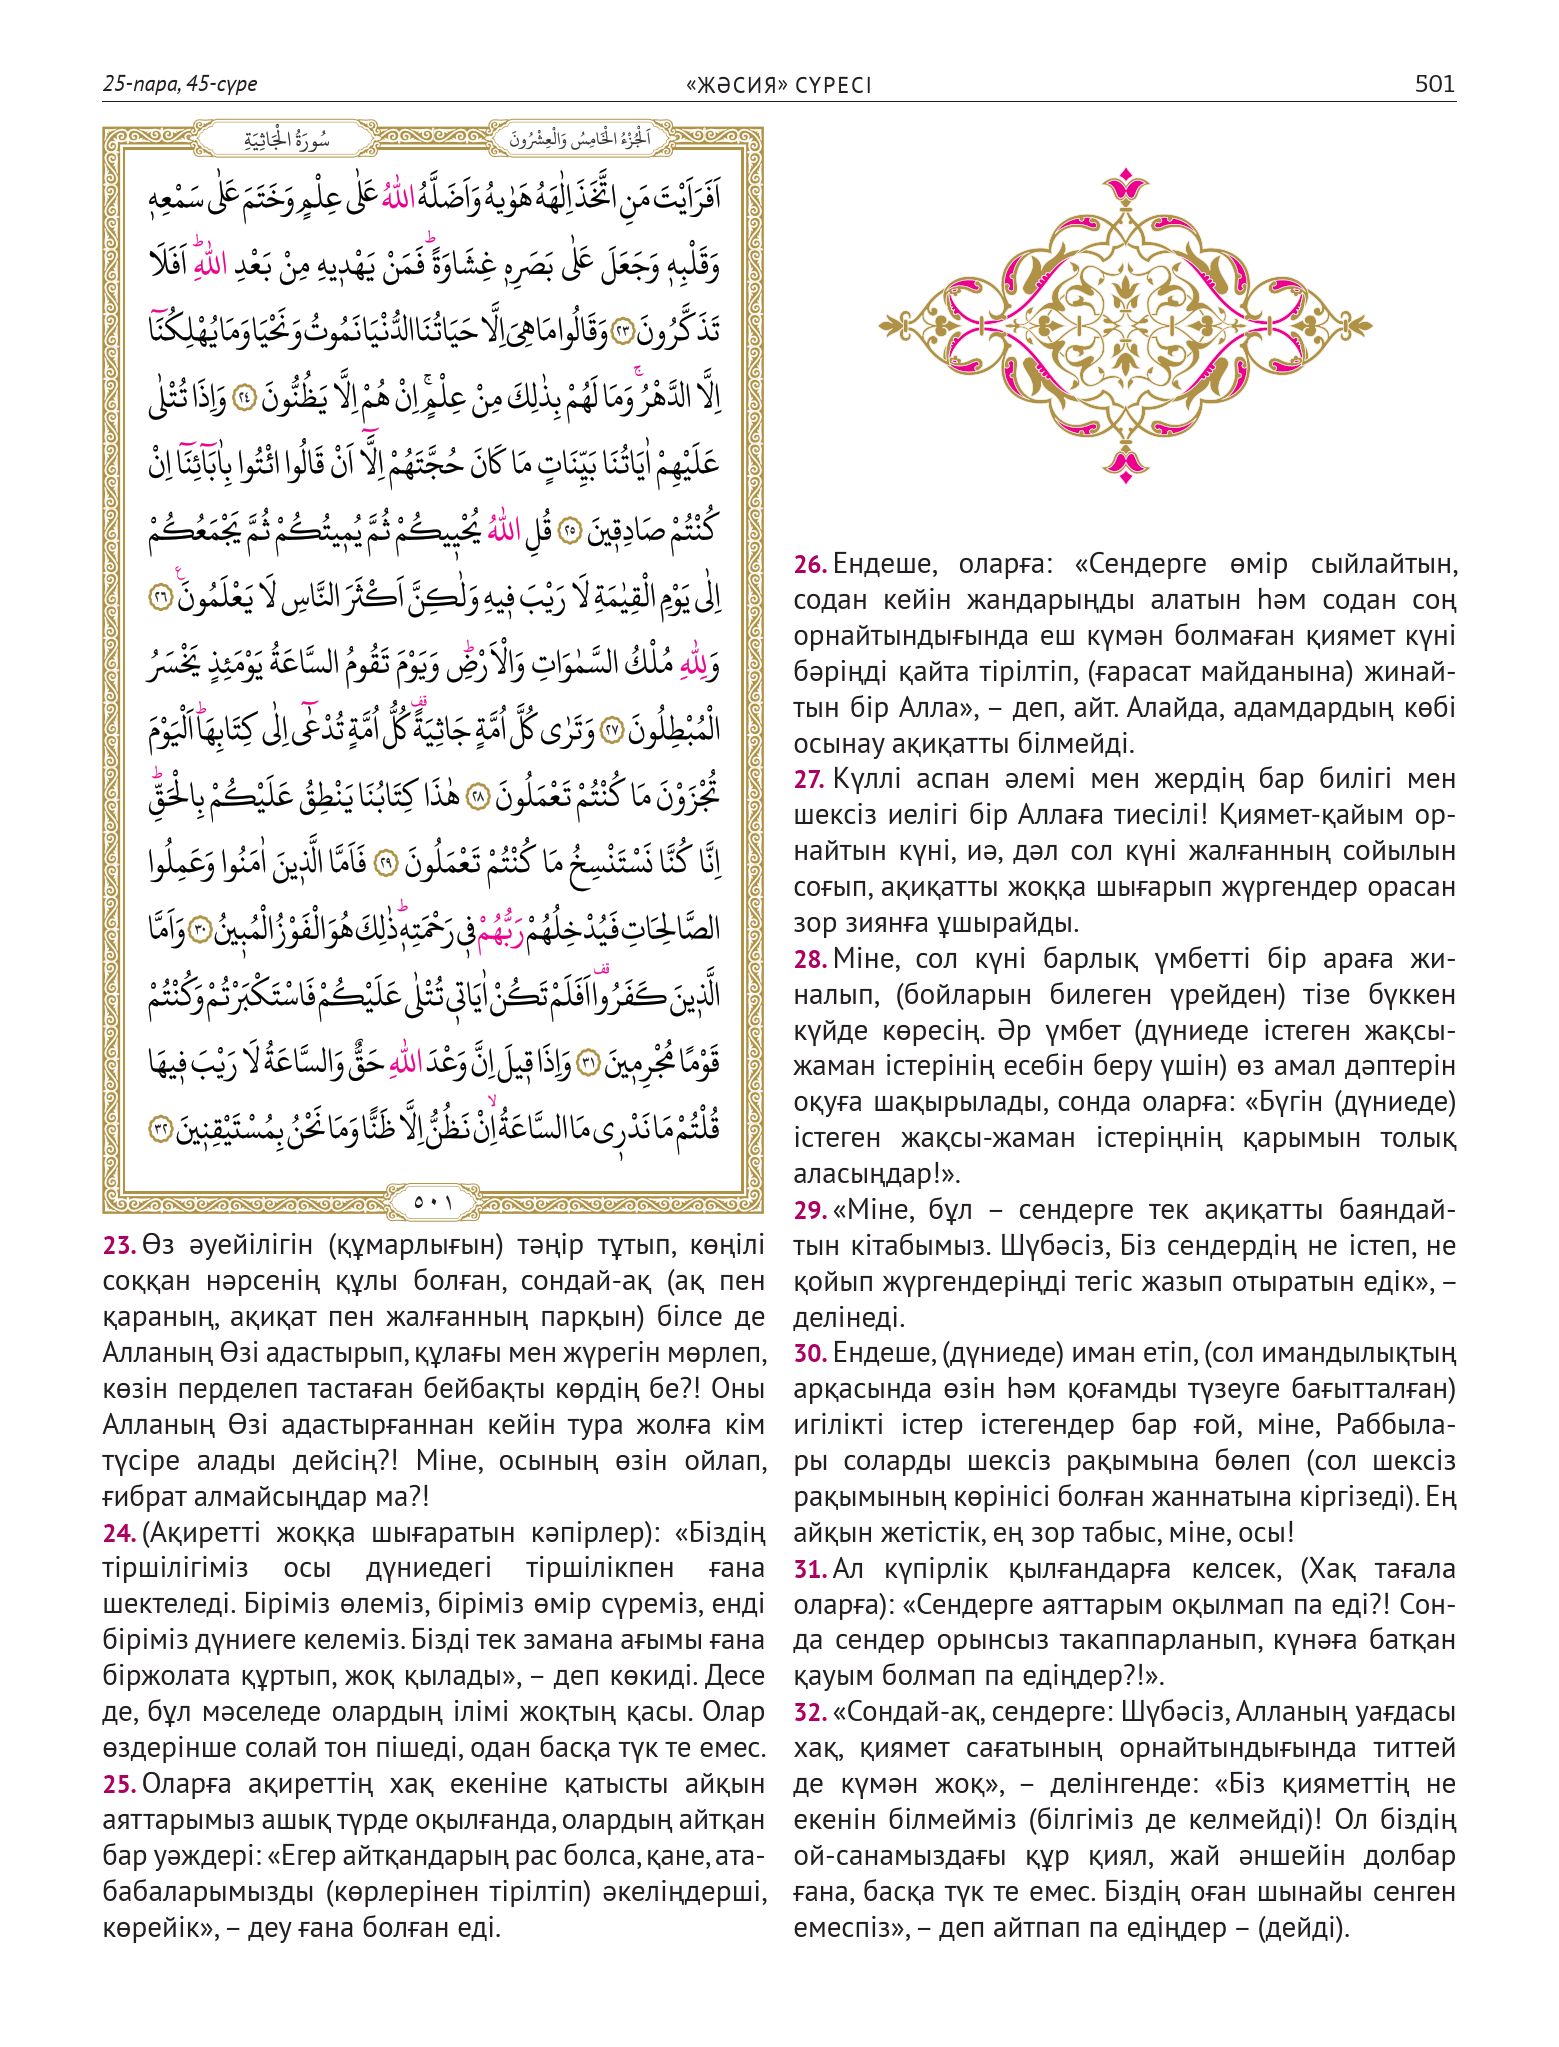 25-пара, 45-сүре
«ЖӘСИЯ» СҮРЕСІ
501
اَلْجُزْءُ الْخَامِسُ وَالْعِشْرُونَ
سُورَةُ الْجَاثِيَةِ
اَفَرَاَيْتَ مَنِ اتَّخَذَ اِلٰهَهُ هَوٰيهُ وَاَضَلَّهُ اللّٰهُ عَلٰى عِلْمٍ وَخَتَمَ عَلٰى سَمْعِه۪
وَقَلْبِه۪ وَجَعَلَ عَلٰى بَصَرِه۪ غِشَاوَةًۜ فَمَنْ يَهْد۪يهِ مِنْ بَعْدِ اللّٰهِۜ اَفَلَا
تَذَكَّرُونَ ﴿٢٣﴾ وَقَالُوا مَا هِيَ اِلَّا حَيَاتُنَا الدُّنْيَا نَمُوتُ وَنَحْيَا وَمَا يُهْلِكُنَٓا
اِلَّا الدَّهْرُۚ وَمَا لَهُمْ بِذٰلِكَ مِنْ عِلْمٍۚ اِنْ هُمْ اِلَّا يَظُنُّونَ ﴿٢٤﴾ وَاِذَا تُتْلٰى
عَلَيْهِمْ اٰيَاتُنَا بَيِّنَاتٍ مَا كَانَ حُجَّتَهُمْ اِلَّٓا اَنْ قَالُوا ائْتُوا بِاٰبَٓائِنَٓا اِنْ
كُنْتُمْ صَادِق۪ينَ ﴿٢٥﴾ قُلِ اللّٰهُ يُحْي۪يكُمْ ثُمَّ يُم۪يتُكُمْ ثُمَّ يَجْمَعُكُمْ
اِلٰى يَوْمِ الْقِيٰمَةِ لَا رَيْبَ ف۪يهِ وَلٰكِنَّ اَكْثَرَ النَّاسِ لَا يَعْلَمُونَ ﴿٢٦﴾
وَلِلّٰهِ مُلْكُ السَّمٰوَاتِ وَالْاَرْضِۜ وَيَوْمَ تَقُومُ السَّاعَةُ يَوْمَئِذٍ يَخْسَرُ
الْمُبْطِلُونَ ﴿٢٧﴾ وَتَرٰى كُلَّ اُمَّةٍ جَاثِيَةً كُلُّ اُمَّةٍ تُدْعٰٓى اِلٰى كِتَابِهَاۜ اَلْيَوْمَ
تُجْزَوْنَ مَا كُنْتُمْ تَعْمَلُونَ ﴿٢٨﴾ هٰذَا كِتَابُنَا يَنْطِقُ عَلَيْكُمْ بِالْحَقِّۜ
اِنَّا كُنَّا نَسْتَنْسِخُ مَا كُنْتُمْ تَعْمَلُونَ ﴿٢٩﴾ فَاَمَّا الَّذ۪ينَ اٰمَنُوا وَعَمِلُوا
الصَّالِحَاتِ فَيُدْخِلُهُمْ رَبُّهُمْ ف۪ي رَحْمَتِه۪ۜ ذٰلِكَ هُوَ الْفَوْزُ الْمُب۪ينُ ﴿٣٠﴾ وَاَمَّا
الَّذ۪ينَ كَفَرُوا اَفَلَمْ تَكُنْ اٰيَات۪ي تُتْلٰى عَلَيْكُمْ فَاسْتَكْبَرْتُمْ وَكُنْتُمْ
قَوْمًا مُجْرِم۪ينَ ﴿٣١﴾ وَاِذَا ق۪يلَ اِنَّ وَعْدَ اللّٰهِ حَقٌّ وَالسَّاعَةُ لَا رَيْبَ ف۪يهَا
قُلْتُمْ مَا نَدْر۪ي مَا السَّاعَةُۙ اِنْ نَظُنُّ اِلَّا ظَنًّا وَمَا نَحْنُ بِمُسْتَيْقِن۪ينَ ﴿٣٢﴾
٥٠١
23. Өз әуейілігін (құмарлығын) тәңір тұтып, көңілі
соққан нәрсенің құлы болған, сондай-ақ (ақ пен
қараның, ақиқат пен жалғанның парқын) білсе де
Алланың Өзі адастырып, құлағы мен жүрегін мөрлеп,
көзін перделеп тастаған бейбақты көрдің бе?! Оны
Алланың Өзі адастырғаннан кейін тура жолға кім
түсіре алады дейсің?! Міне, осының өзін ойлап,
ғибрат алмайсыңдар ма?!
24. (Ақиретті жоққа шығаратын кәпірлер): «Біздің
тіршілігіміз осы дүниедегі тіршілікпен ғана
шектеледі. Біріміз өлеміз, біріміз өмір сүреміз, енді
біріміз дүниеге келеміз. Бізді тек замана ағымы ғана
біржолата құртып, жоқ қылады», – деп көкиді. Десе
де, бұл мәселеде олардың ілімі жоқтың қасы. Олар
өздерінше солай тон пішеді, одан басқа түк те емес.
25. Оларға ақиреттің хақ екеніне қатысты айқын
аяттарымыз ашық түрде оқылғанда, олардың айтқан
бар уәждері: «Егер айтқандарың рас болса, қане, ата-
бабаларымызды (көрлерінен тірілтіп) әкеліңдерші,
көрейік», – деу ғана болған еді.
26. Ендеше, оларға: «Сендерге өмір сыйлайтын,
содан кейін жандарыңды алатын һәм содан соң
орнайтындығында еш күмән болмаған қиямет күні
бәріңді қайта тірілтіп, (ғарасат майданына) жинай-
тын бір Алла», – деп, айт. Алайда, адамдардың көбі
осынау ақиқатты білмейді.
27. Күллі аспан әлемі мен жердің бар билігі мен
шексіз иелігі бір Аллаға тиесілі! Қиямет-қайым ор-
найтын күні, иә, дәл сол күні жалғанның сойылын
соғып, ақиқатты жоққа шығарып жүргендер орасан
зор зиянға ұшырайды.
28. Міне, сол күні барлық үмбетті бір араға жи-
налып, (бойларын билеген үрейден) тізе бүккен
күйде көресің. Әр үмбет (дүниеде істеген жақсы-
жаман істерінің есебін беру үшін) өз амал дәптерін
оқуға шақырылады, сонда оларға: «Бүгін (дүниеде)
істеген жақсы-жаман істеріңнің қарымын толық
аласыңдар!».
29. «Міне, бұл – сендерге тек ақиқатты баяндай-
тын кітабымыз. Шүбәсіз, Біз сендердің не істеп, не
қойып жүргендеріңді тегіс жазып отыратын едік», –
делінеді.
30. Ендеше, (дүниеде) иман етіп, (сол имандылықтың
арқасында өзін һәм қоғамды түзеуге бағытталған)
игілікті істер істегендер бар ғой, міне, Раббыла-
ры соларды шексіз рақымына бөлеп (сол шексіз
рақымының көрінісі болған жаннатына кіргізеді). Ең
айқын жетістік, ең зор табыс, міне, осы!
31. Ал күпірлік қылғандарға келсек, (Хақ тағала
оларға): «Сендерге аяттарым оқылмап па еді?! Сон-
да сендер орынсыз такаппарланып, күнәға батқан
қауым болмап па едіңдер?!».
32. «Сондай-ақ, сендерге: Шүбәсіз, Алланың уағдасы
хақ, қиямет сағатының орнайтындығында титтей
де күмән жоқ», – делінгенде: «Біз қияметтің не
екенін білмейміз (білгіміз де келмейді)! Ол біздің
ой-санамыздағы құр қиял, жай әншейін долбар
ғана, басқа түк те емес. Біздің оған шынайы сенген
емеспіз», – деп айтпап па едіңдер – (дейді).